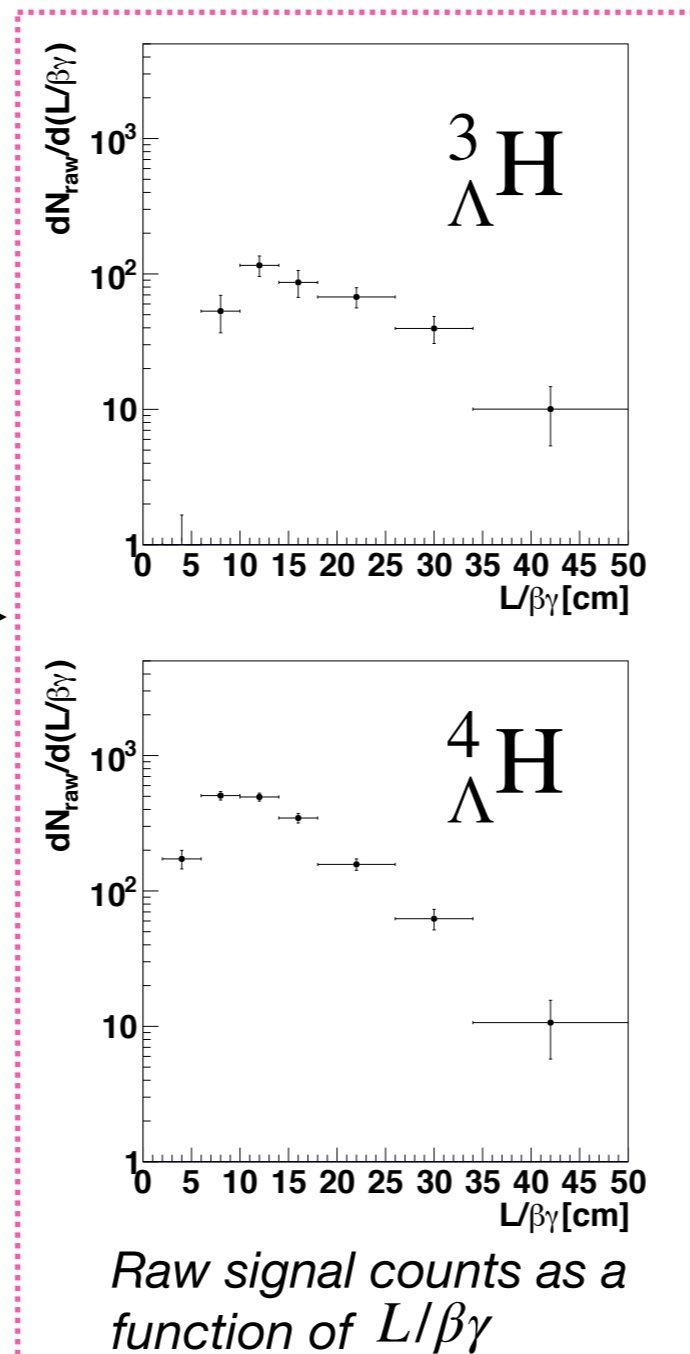 dN_raw/d(L/βγ)
³_ΛH
10³
10²
10
1
0 5 10 15 20 25 30 35 40 45 50
L/βγ[cm]
dN_raw/d(L/βγ)
⁴_ΛH
10³
10²
10
1
0 5 10 15 20 25 30 35 40 45 50
L/βγ[cm]
Raw signal counts as a
function of L/βγ